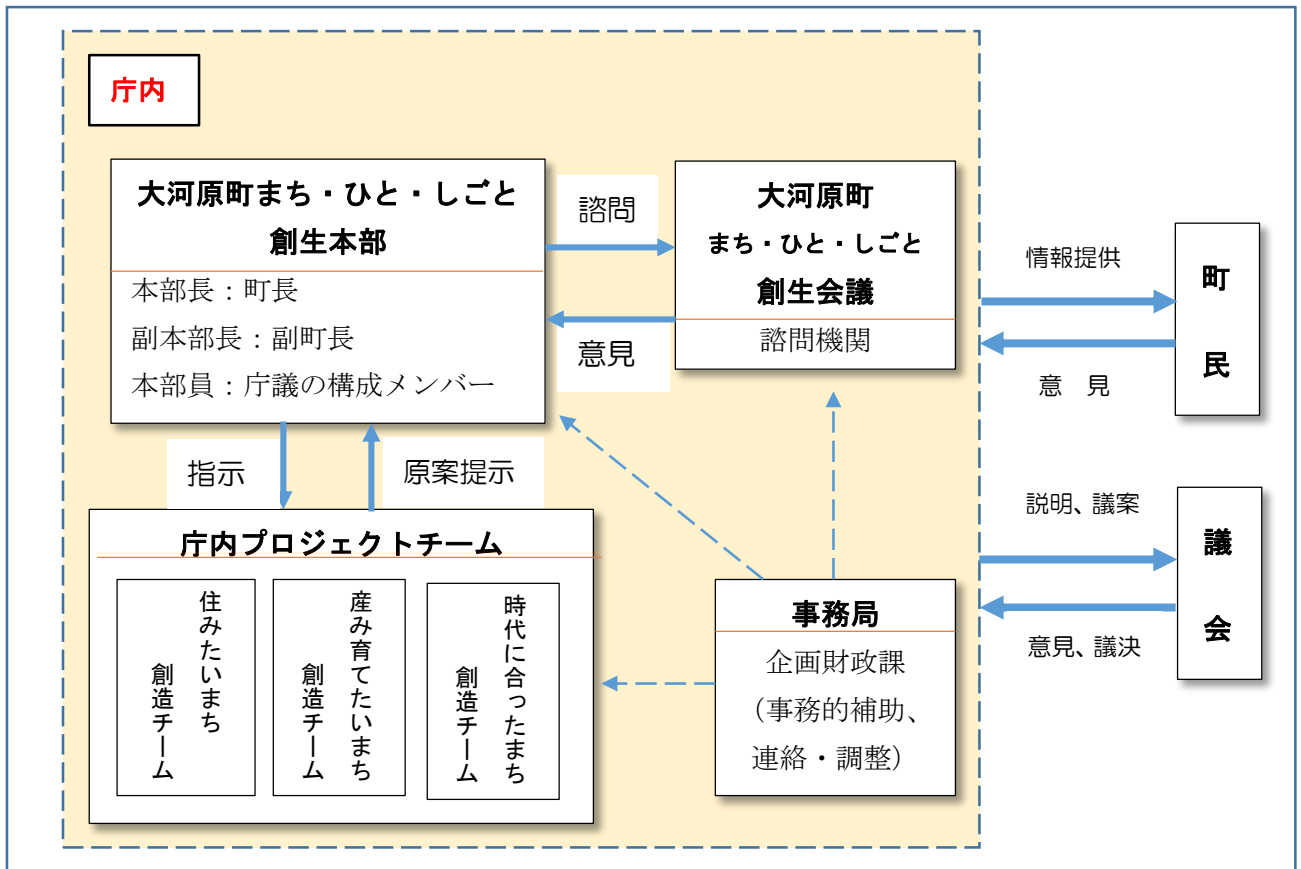 庁内
大河原町まち・ひと・しごと
創生本部
本部長：町長
副本部長：副町長
本部員：庁議の構成メンバー
諮問
意見
大河原町
まち・ひと・しごと
創生会議
諮問機関
情報提供
意　見
町民
指示
原案提示
説明、議案
意見、議決
議会
庁内プロジェクトチーム
住みたいまち
創造チーム
産み育てたいまち
創造チーム
時代に合ったまち
創造チーム
事務局
企画財政課
（事務的補助、
連絡・調整）